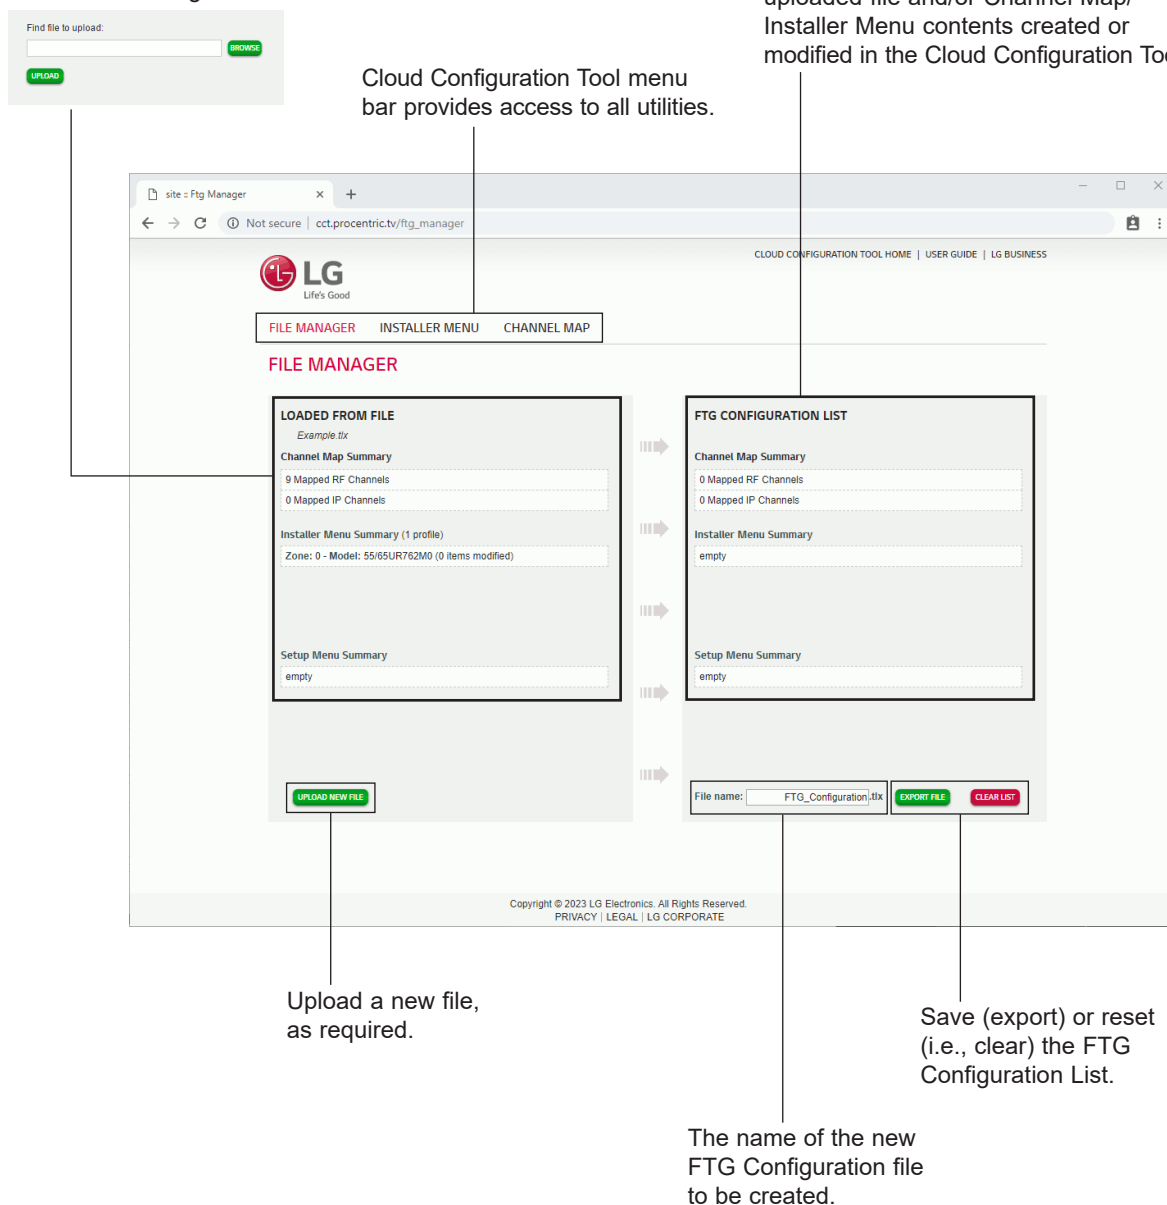 Find file to upload:
BROWSE
UPLOAD
uploaded file and/or Channel Map/
Installer Menu contents created or
modified in the Cloud Configuration
Cloud Configuration Tool menu
bar provides access to all utilities.
site :: Ftg Manager
Not secure | cct.procentric.tv/ftg_manager
CLOUD CONFIGURATION TOOL HOME | USER GUIDE | LG BUSINESS
LG
Life's Good
FILE MANAGER INSTALLER MENU CHANNEL MAP
FILE MANAGER
LOADED FROM FILE
Example.tlx
Channel Map Summary
9 Mapped RF Channels
0 Mapped IP Channels
Installer Menu Summary (1 profile)
Zone: 0 - Model: 55/65UR762M0 (0 items modified)
Setup Menu Summary
empty
UPLOAD NEW FILE
FTG CONFIGURATION LIST
Channel Map Summary
0 Mapped RF Channels
0 Mapped IP Channels
Installer Menu Summary
empty
Setup Menu Summary
empty
File name: FTG_Configuration .tlx EXPORT FILE CLEAR LIST
Copyright © 2023 LG Electronics. All Rights Reserved.
PRIVACY | LEGAL | LG CORPORATE
Upload a new file,
as required.
Save (export) or reset
(i.e., clear) the FTG
Configuration List.
The name of the new
FTG Configuration file
to be created.